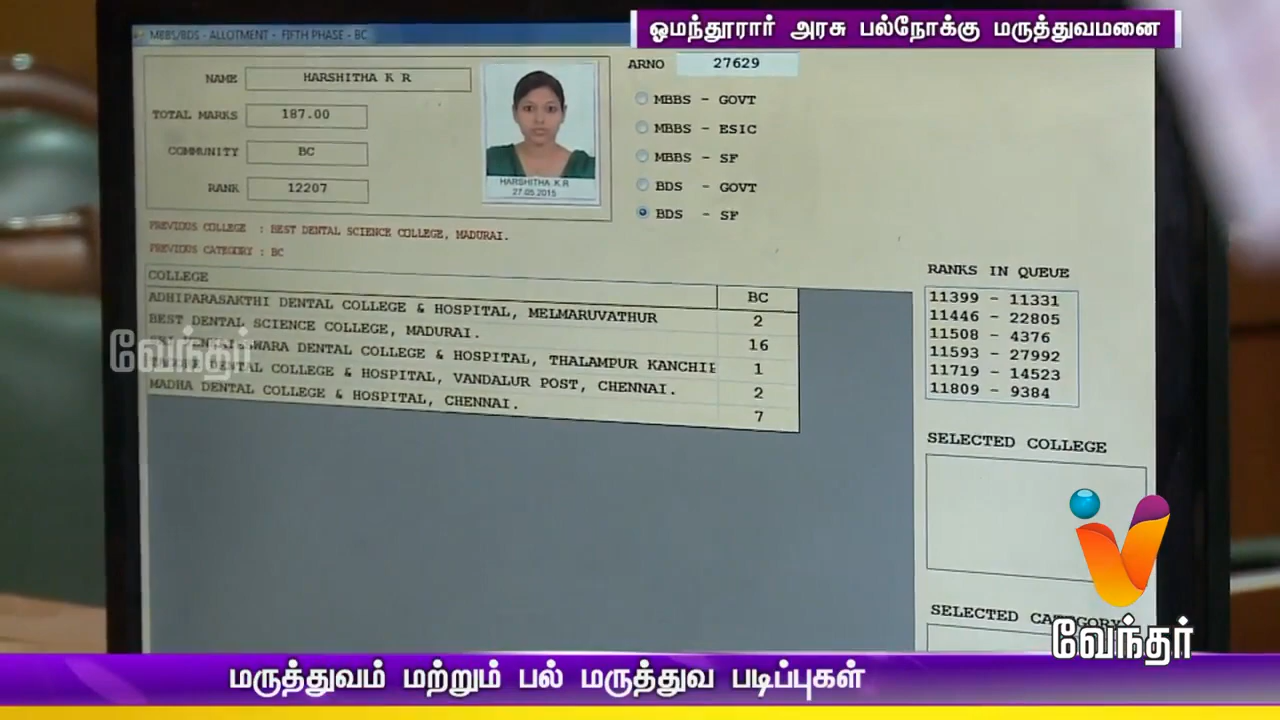 ஓமந்தூரார் அரசு பல்நோக்கு மருத்துவமனை
MBBS/BDS - ALLOTMENT - FIFTH PHASE - BC
NAME HARSHITHA K R
TOTAL MARKS 187.00
COMMUNITY BC
RANK 12207
HARSHITHA K R
27.05.2015
ARNO 27629
MBBS - GOVT
MBBS - ESIC
MBBS - SF
BDS - GOVT
BDS - SF
PREVIOUS COLLEGE : BEST DENTAL SCIENCE COLLEGE, MADURAI.
PREVIOUS CATEGORY : BC
COLLEGE BC
ADHIPARASAKTHI DENTAL COLLEGE & HOSPITAL, MELMARUVATHUR 2
BEST DENTAL SCIENCE COLLEGE, MADURAI. 16
DENTAL COLLEGE & HOSPITAL, THALAMPUR KANCHIE 1
DENTAL COLLEGE & HOSPITAL, VANDALUR POST, CHENNAI. 2
MADHA DENTAL COLLEGE & HOSPITAL, CHENNAI. 7
RANKS IN QUEUE
11399 - 11331
11446 - 22805
11508 - 4376
11593 - 27992
11719 - 14523
11809 - 9384
SELECTED COLLEGE
SELECTED CATEGORY
வேந்தர்
வேந்தர்
மருத்துவம் மற்றும் பல் மருத்துவ படிப்புகள்